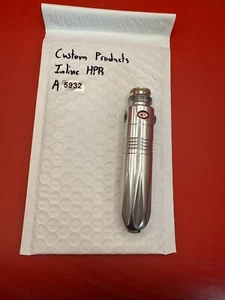 Custom Products
Inline HPR
A 5932